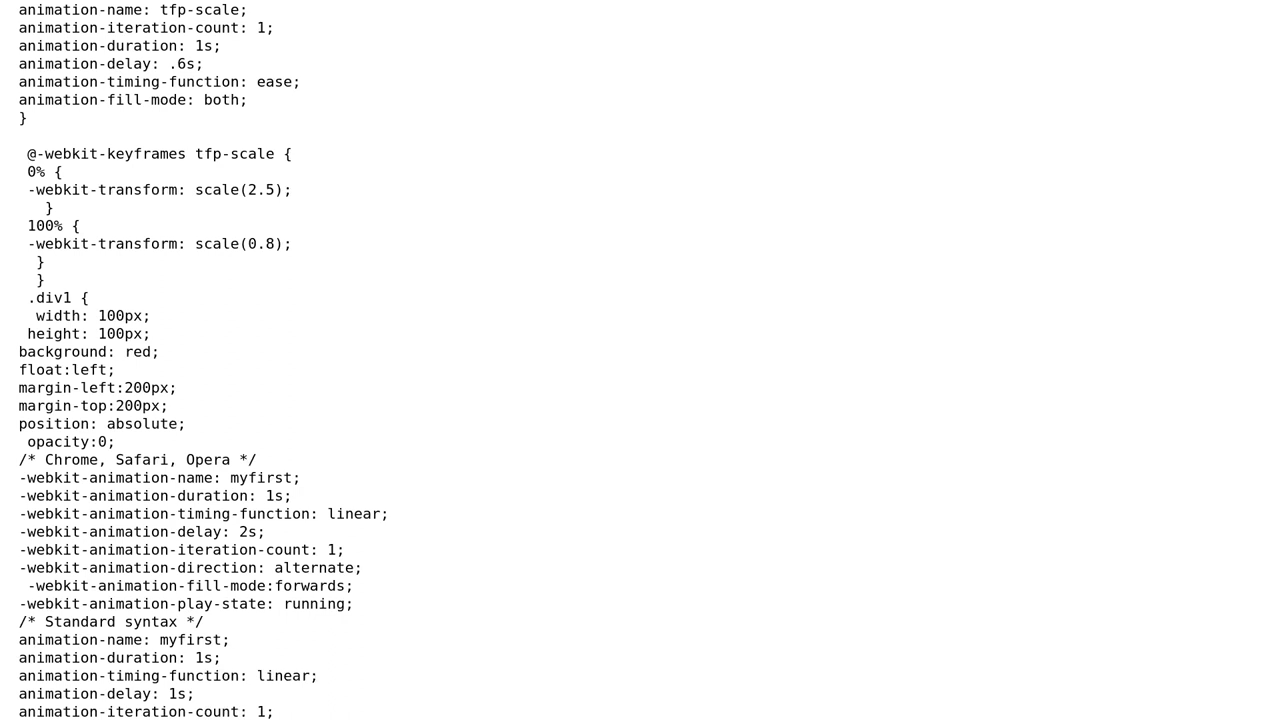 animation-name: tfp-scale;
animation-iteration-count: 1;
animation-duration: 1s;
animation-delay: .6s;
animation-timing-function: ease;
animation-fill-mode: both;
}

 @-webkit-keyframes tfp-scale {
 0% {
 -webkit-transform: scale(2.5);
   }
 100% {
 -webkit-transform: scale(0.8);
  }
  }
 .div1 {
  width: 100px;
 height: 100px;
background: red;
float:left;
margin-left:200px;
margin-top:200px;
position: absolute;
 opacity:0;
/* Chrome, Safari, Opera */
-webkit-animation-name: myfirst;
-webkit-animation-duration: 1s;
-webkit-animation-timing-function: linear;
-webkit-animation-delay: 2s;
-webkit-animation-iteration-count: 1;
-webkit-animation-direction: alternate;
 -webkit-animation-fill-mode:forwards;
-webkit-animation-play-state: running;
/* Standard syntax */
animation-name: myfirst;
animation-duration: 1s;
animation-timing-function: linear;
animation-delay: 1s;
animation-iteration-count: 1;